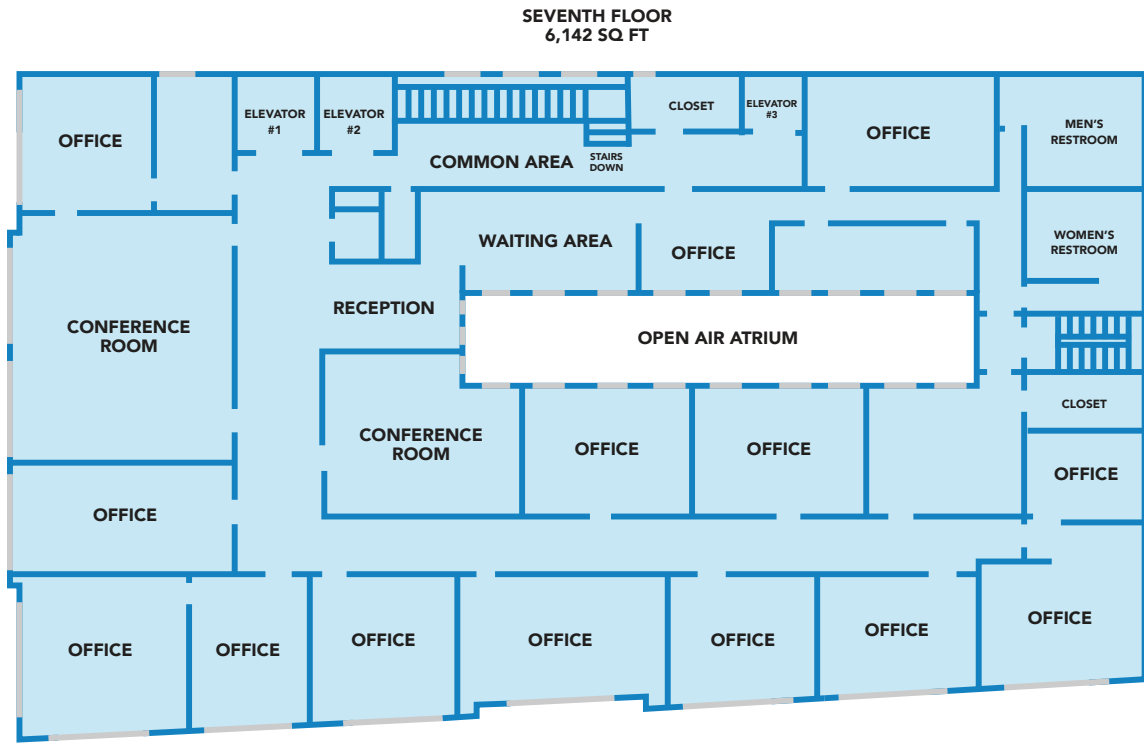 SEVENTH FLOOR
6,142 SQ FT
OFFICE
ELEVATOR
#1
ELEVATOR
#2
CLOSET
ELEVATOR
#3
OFFICE
MEN'S
RESTROOM
COMMON AREA
STAIRS
DOWN
WAITING AREA
OFFICE
WOMEN'S
RESTROOM
RECEPTION
CONFERENCE
ROOM
OPEN AIR ATRIUM
CLOSET
CONFERENCE
ROOM
OFFICE
OFFICE
OFFICE
OFFICE
OFFICE
OFFICE
OFFICE
OFFICE
OFFICE
OFFICE
OFFICE